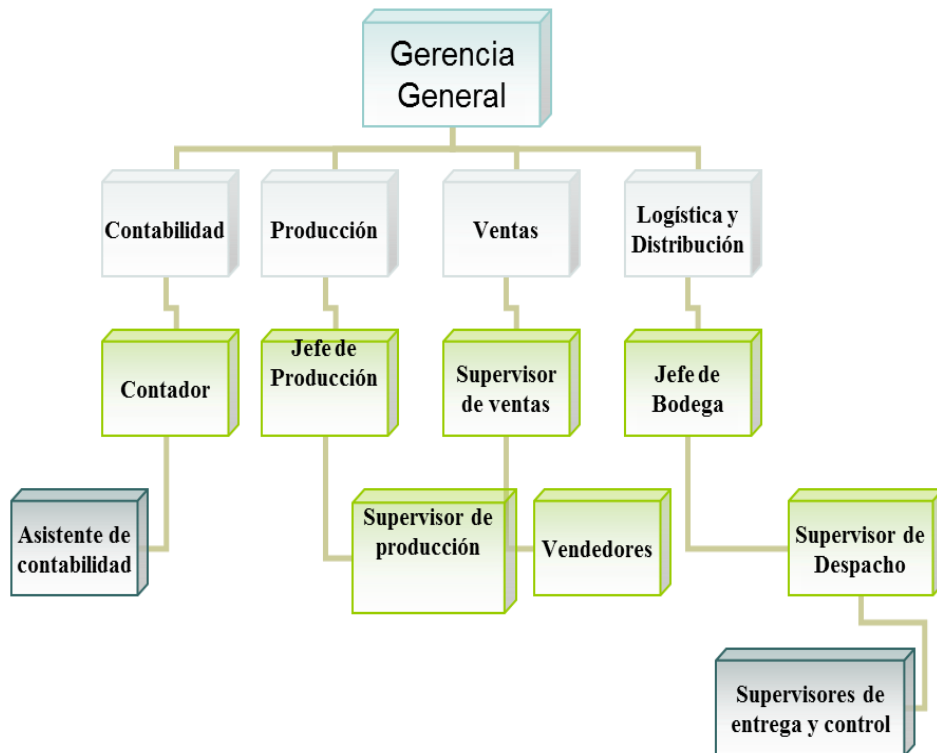 Gerencia
General
Contabilidad
Producción
Ventas
Logística y
Distribución
Contador
Jefe de
Producción
Supervisor
de ventas
Jefe de
Bodega
Asistente de
contabilidad
Supervisor de
producción
Vendedores
Supervisor de
Despacho
Supervisores de
entrega y control